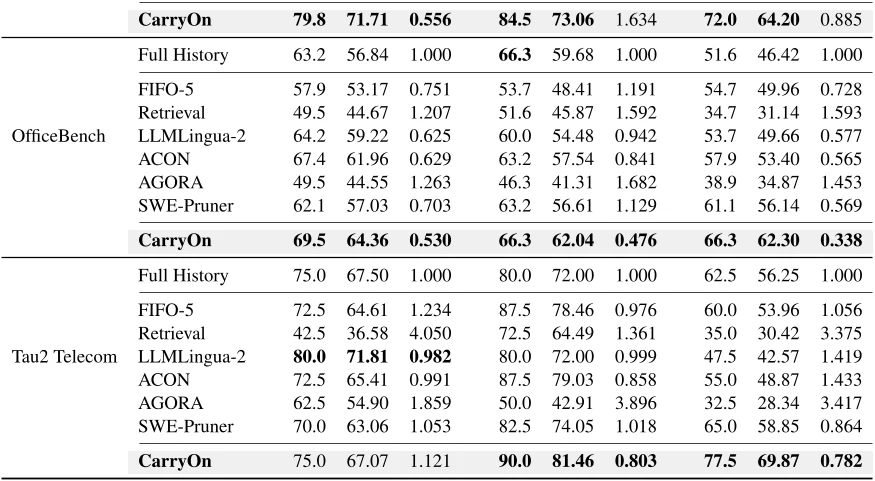 CarryOn 79.8 71.71 0.556 84.5 73.06 1.634 72.0 64.20 0.885
Full History 63.2 56.84 1.000 66.3 59.68 1.000 51.6 46.42 1.000
FIFO-5 57.9 53.17 0.751 53.7 48.41 1.191 54.7 49.96 0.728
Retrieval 49.5 44.67 1.207 51.6 45.87 1.592 34.7 31.14 1.593
OfficeBench LLMLingua-2 64.2 59.22 0.625 60.0 54.48 0.942 53.7 49.66 0.577
ACON 67.4 61.96 0.629 63.2 57.54 0.841 57.9 53.40 0.565
AGORA 49.5 44.55 1.263 46.3 41.31 1.682 38.9 34.87 1.453
SWE-Pruner 62.1 57.03 0.703 63.2 56.61 1.129 61.1 56.14 0.569
CarryOn 69.5 64.36 0.530 66.3 62.04 0.476 66.3 62.30 0.338
Full History 75.0 67.50 1.000 80.0 72.00 1.000 62.5 56.25 1.000
FIFO-5 72.5 64.61 1.234 87.5 78.46 0.976 60.0 53.96 1.056
Retrieval 42.5 36.58 4.050 72.5 64.49 1.361 35.0 30.42 3.375
Tau2 Telecom LLMLingua-2 80.0 71.81 0.982 80.0 72.00 0.999 47.5 42.57 1.419
ACON 72.5 65.41 0.991 87.5 79.03 0.858 55.0 48.87 1.433
AGORA 62.5 54.90 1.859 50.0 42.91 3.896 32.5 28.34 3.417
SWE-Pruner 70.0 63.06 1.053 82.5 74.05 1.018 65.0 58.85 0.864
CarryOn 75.0 67.07 1.121 90.0 81.46 0.803 77.5 69.87 0.782